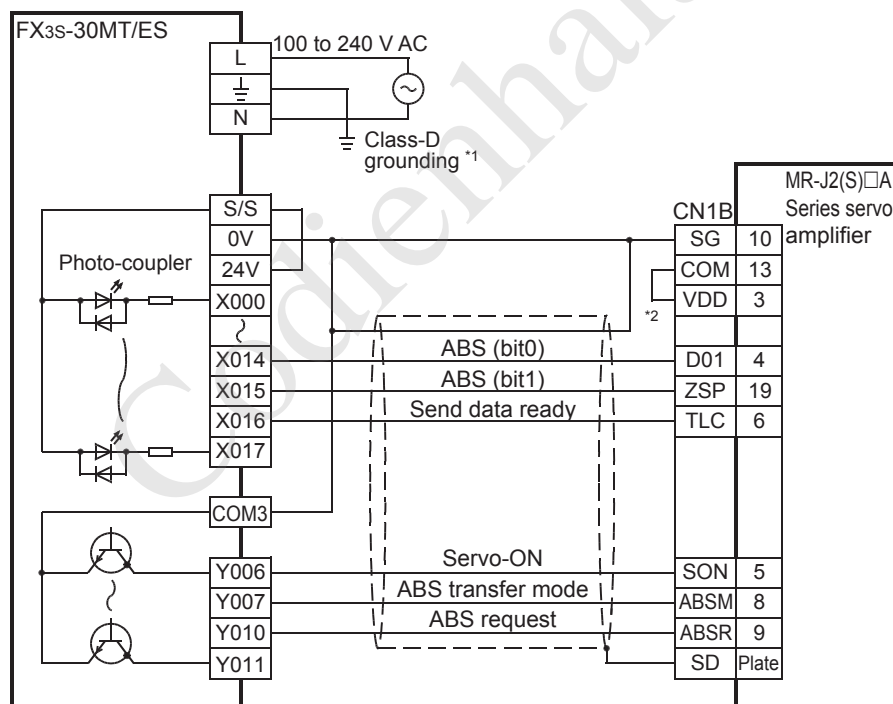 FX3S-30MT/ES
L
100 to 240 V AC
N
Class-D
grounding *1
S/S
0V
24V
X000
X014
X015
X016
X017
COM3
Y006
Y007
Y010
Y011
Photo-coupler
ABS (bit0)
ABS (bit1)
Send data ready
Servo-ON
ABS transfer mode
ABS request
MR-J2(S)□A
Series servo
amplifier
CN1B
SG 10
COM 13
VDD 3
*2
D01 4
ZSP 19
TLC 6
SON 5
ABSM 8
ABSR 9
SD Plate